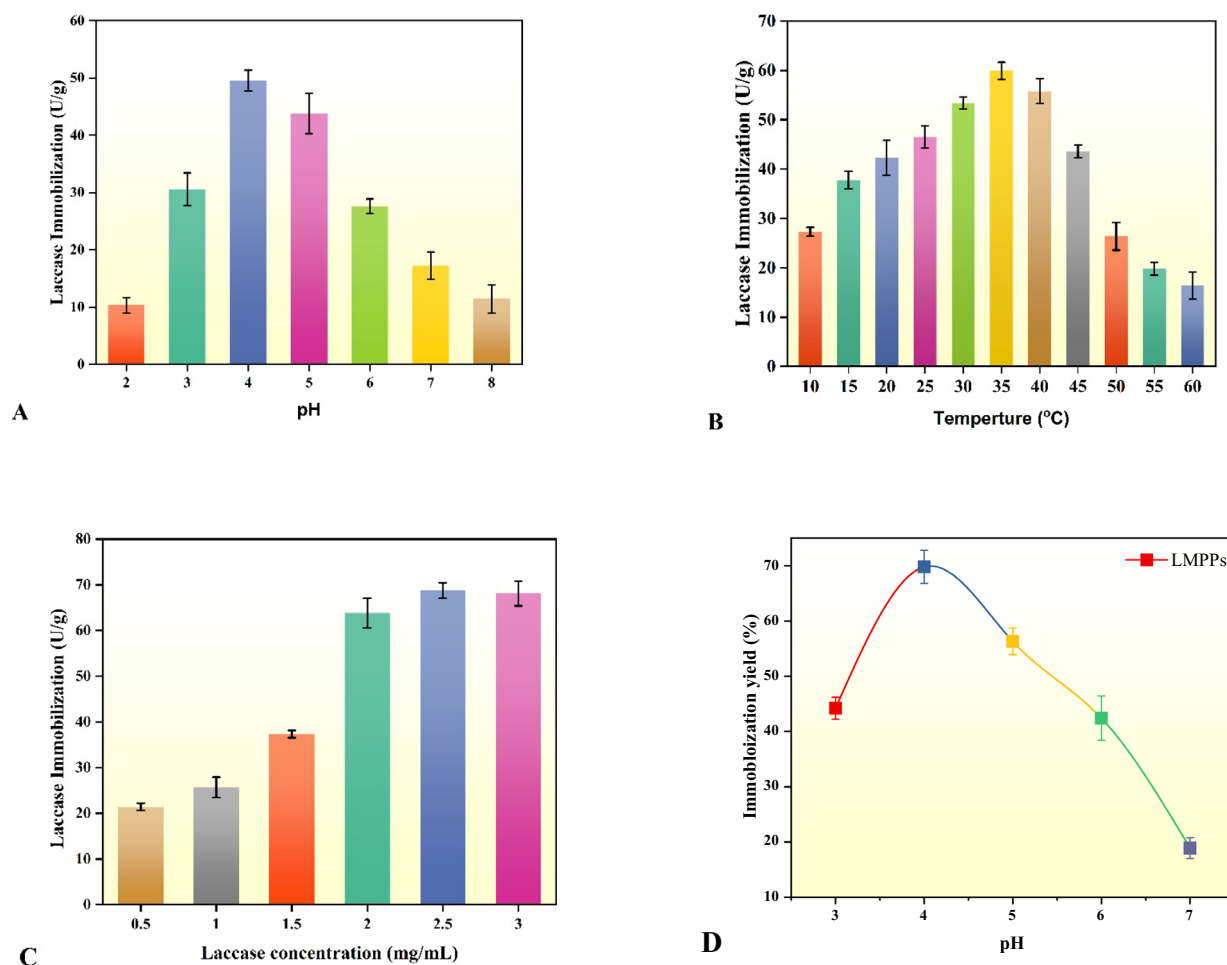 Laccase Immobilization (U/g)
60
50
40
30
20
10
0
2 3 4 5 6 7 8
pH
A
Laccase Immobilization (U/g)
70
60
50
40
30
20
10
0
10 15 20 25 30 35 40 45 50 55 60
Temperture (°C)
B
Laccase Immobilization (U/g)
80
70
60
50
40
30
20
10
0
0.5 1 1.5 2 2.5 3
Laccase concentration (mg/mL)
C
LMPPs
Immobloization yield (%)
70
60
50
40
30
20
10
3 4 5 6 7
pH
D